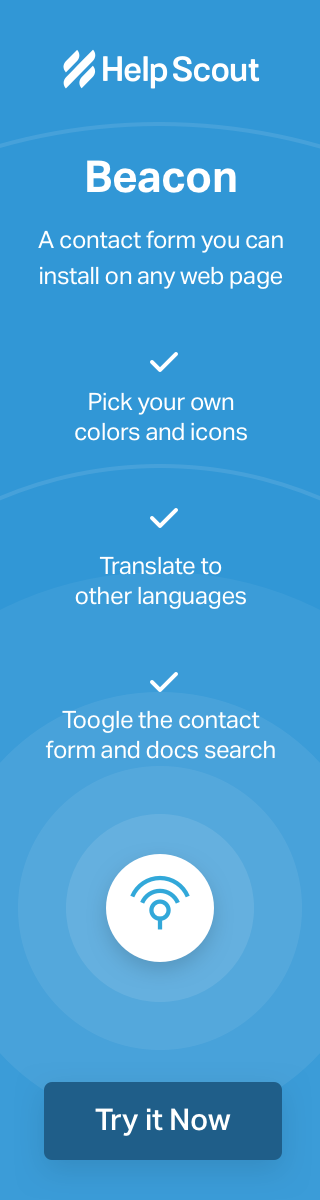 Help Scout
Beacon
A contact form you can
install on any web page
Pick your own
colors and icons
Translate to
other languages
Toogle the contact
form and docs search
Try it Now